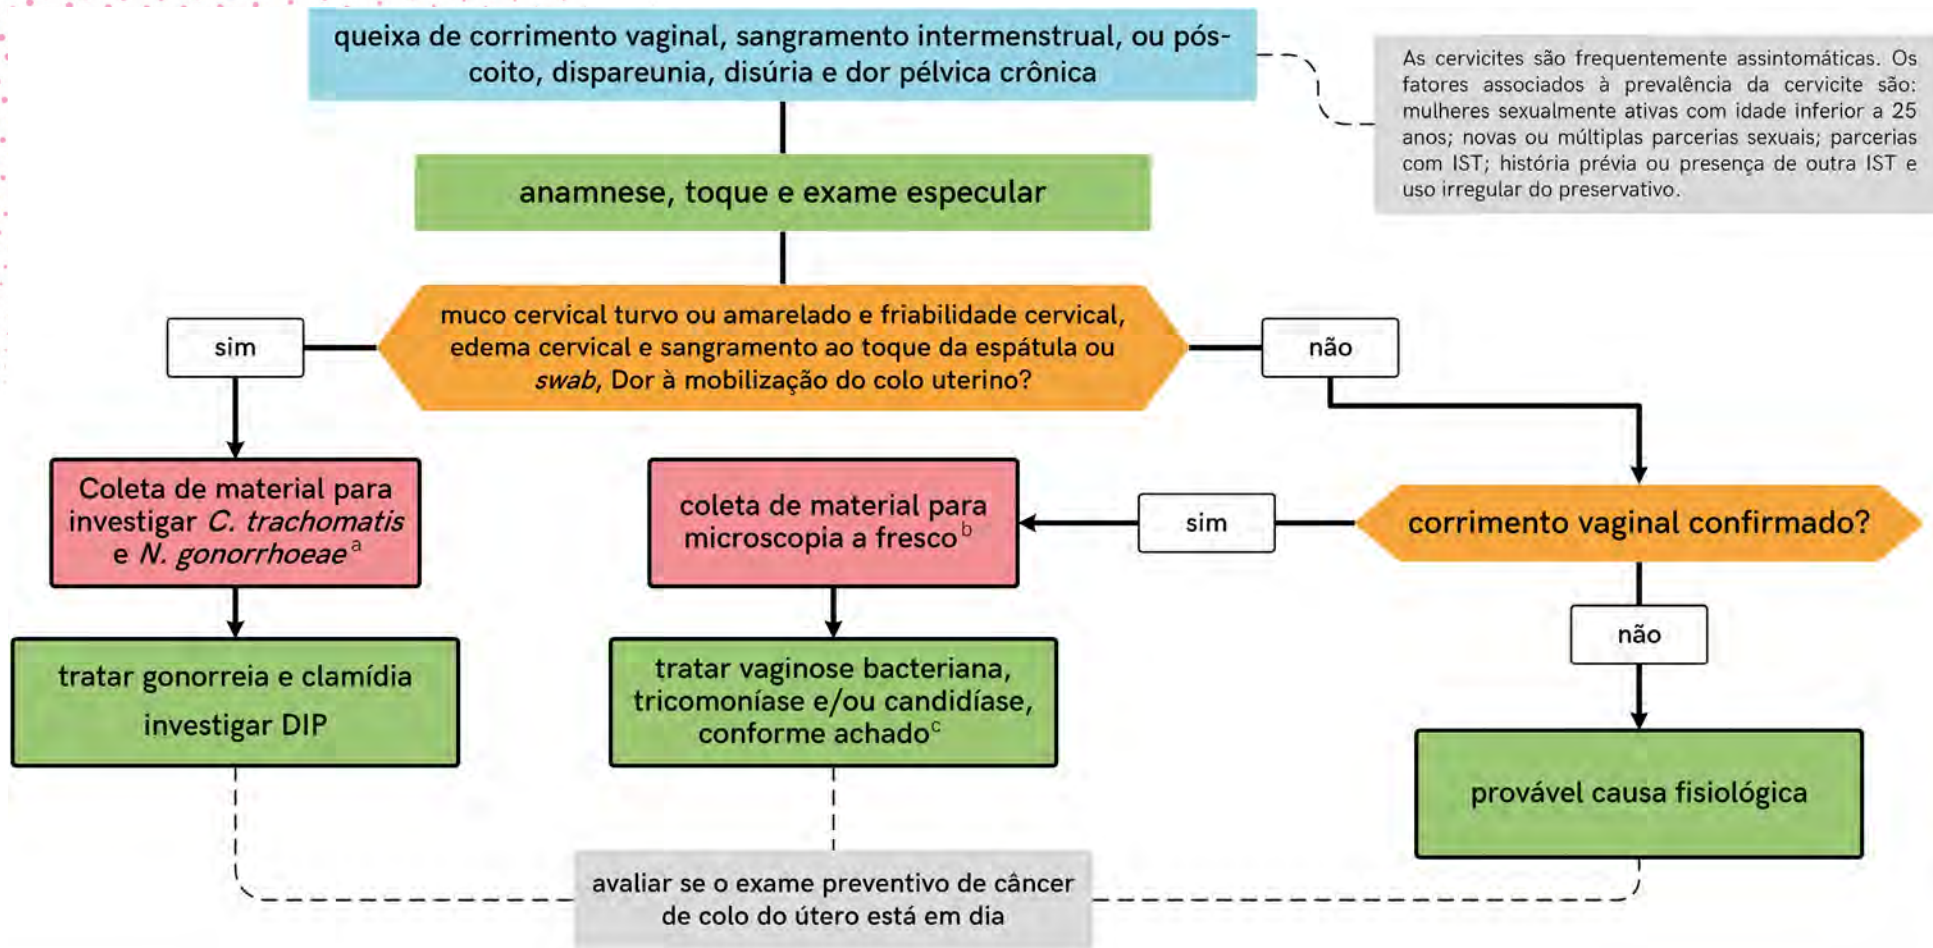 queixa de corrimento vaginal, sangramento intermenstrual, ou pós-
coito, dispareunia, disúria e dor pélvica crônica
As cervicites são frequentemente assintomáticas. Os
fatores associados à prevalência da cervicite são:
mulheres sexualmente ativas com idade inferior a 25
anos; novas ou múltiplas parcerias sexuais; parcerias
com IST; história prévia ou presença de outra IST e
uso irregular do preservativo.
anamnese, toque e exame especular
muco cervical turvo ou amarelado e friabilidade cervical,
edema cervical e sangramento ao toque da espátula ou
swab, Dor à mobilização do colo uterino?
sim
não
Coleta de material para
investigar C. trachomatis
e N. gonorrhoeae a
coleta de material para
microscopia a fresco b
sim
corrimento vaginal confirmado?
não
tratar gonorreia e clamídia
investigar DIP
tratar vaginose bacteriana,
tricomoníase e/ou candidíase,
conforme achado c
provável causa fisiológica
avaliar se o exame preventivo de câncer
de colo do útero está em dia